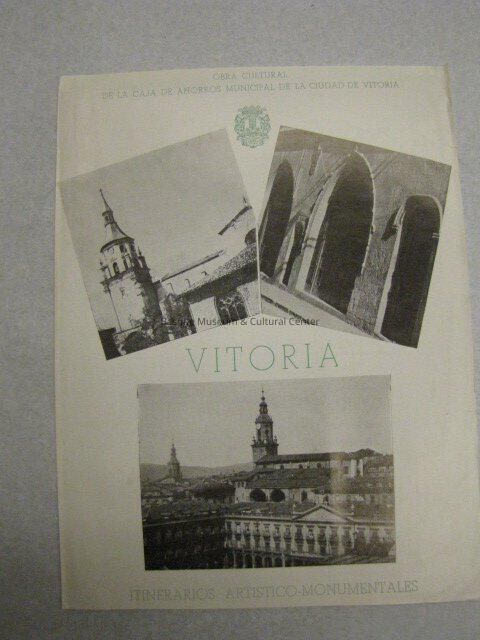 OBRA CULTURAL
DE LA CAJA DE AHORROS MUNICIPAL DE LA CIUDAD DE VITORIA
Museum & Cultural Center
VITORIA
ITINERARIOS ARTISTICO-MONUMENTALES